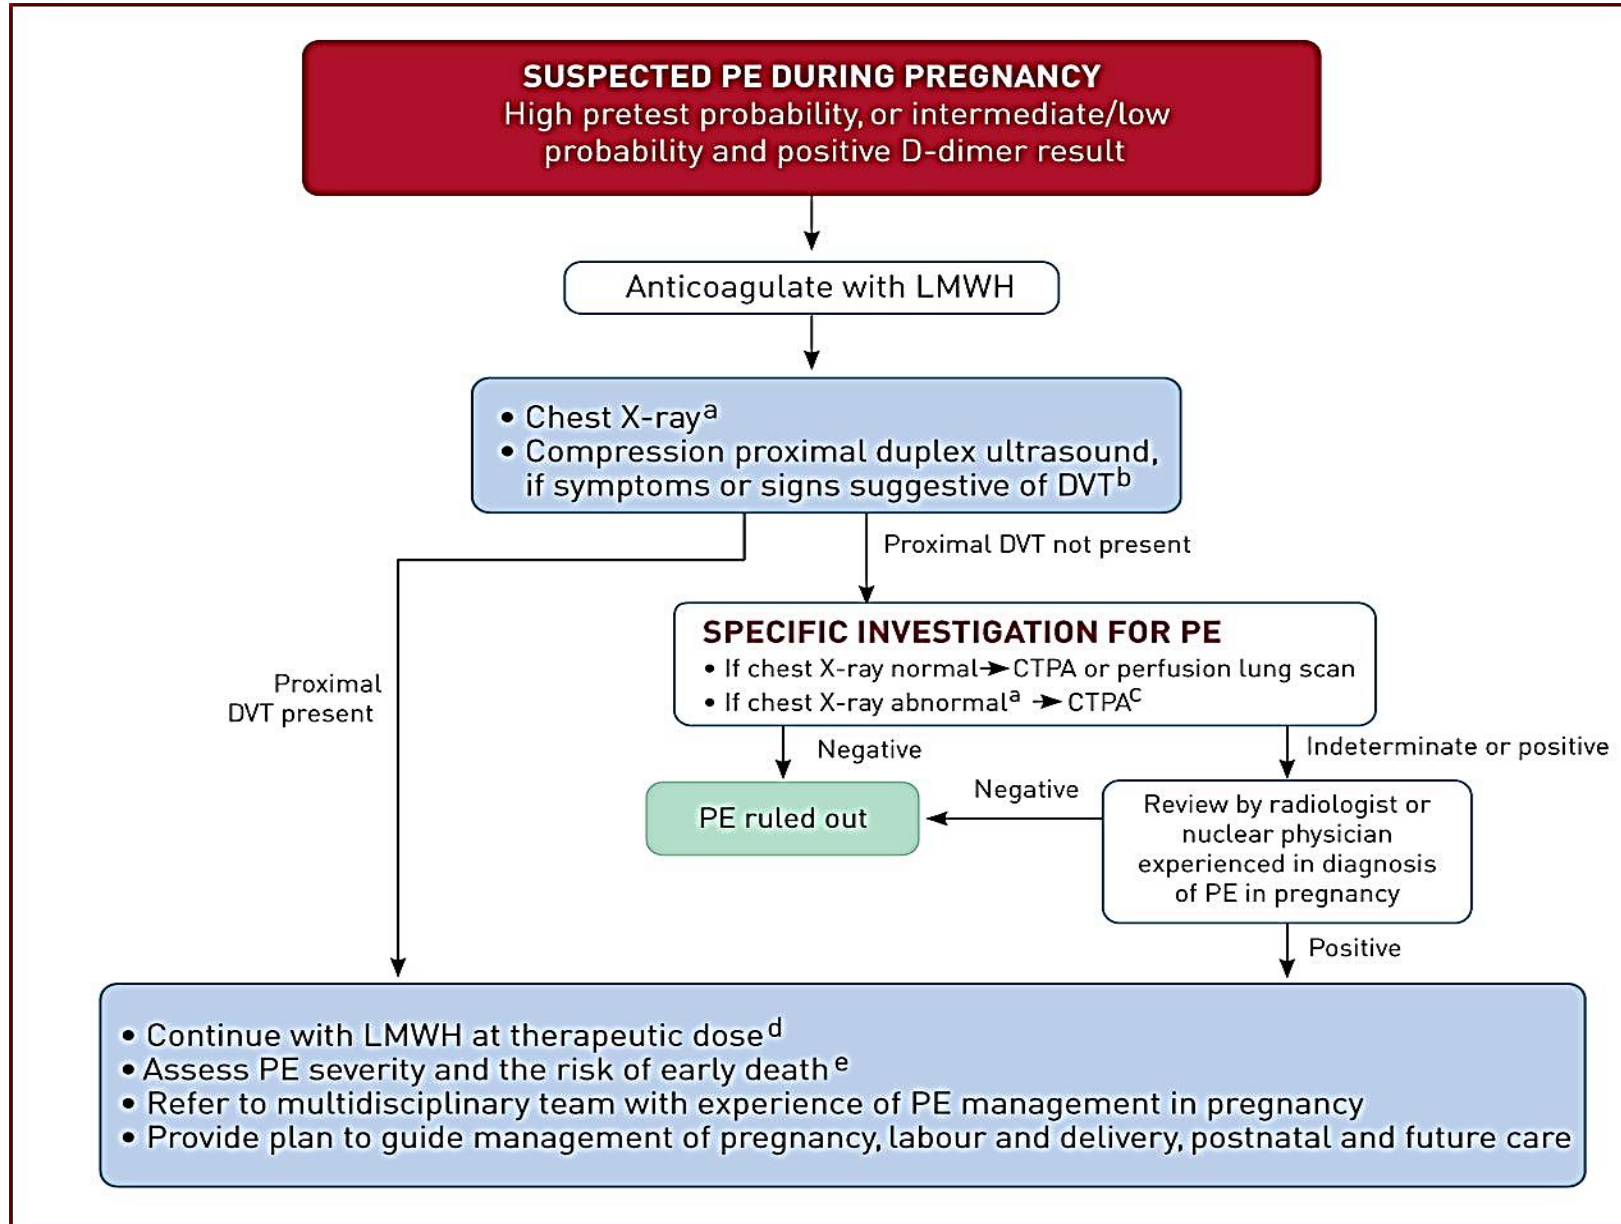 SUSPECTED PE DURING PREGNANCY
High pretest probability, or intermediate/low
probability and positive D-dimer result
Anticoagulate with LMWH
• Chest X-rayᵃ
• Compression proximal duplex ultrasound,
if symptoms or signs suggestive of DVTᵇ
Proximal DVT not present
SPECIFIC INVESTIGATION FOR PE
• If chest X-ray normal→ CTPA or perfusion lung scan
• If chest X-ray abnormalᵃ → CTPAᶜ
Proximal
DVT present
Negative
Indeterminate or positive
PE ruled out
Negative
Review by radiologist or
nuclear physician
experienced in diagnosis
of PE in pregnancy
Positive
• Continue with LMWH at therapeutic doseᵈ
• Assess PE severity and the risk of early deathᵉ
• Refer to multidisciplinary team with experience of PE management in pregnancy
• Provide plan to guide management of pregnancy, labour and delivery, postnatal and future care